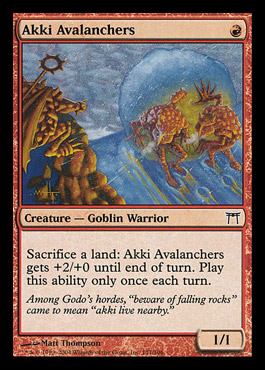 Akki Avalanchers
Creature — Goblin Warrior
Sacrifice a land: Akki Avalanchers
gets +2/+0 until end of turn. Play
this ability only once each turn.
Among Godo's hordes, "beware of falling rocks"
came to mean "akki live nearby."
Matt Thompson
1/1